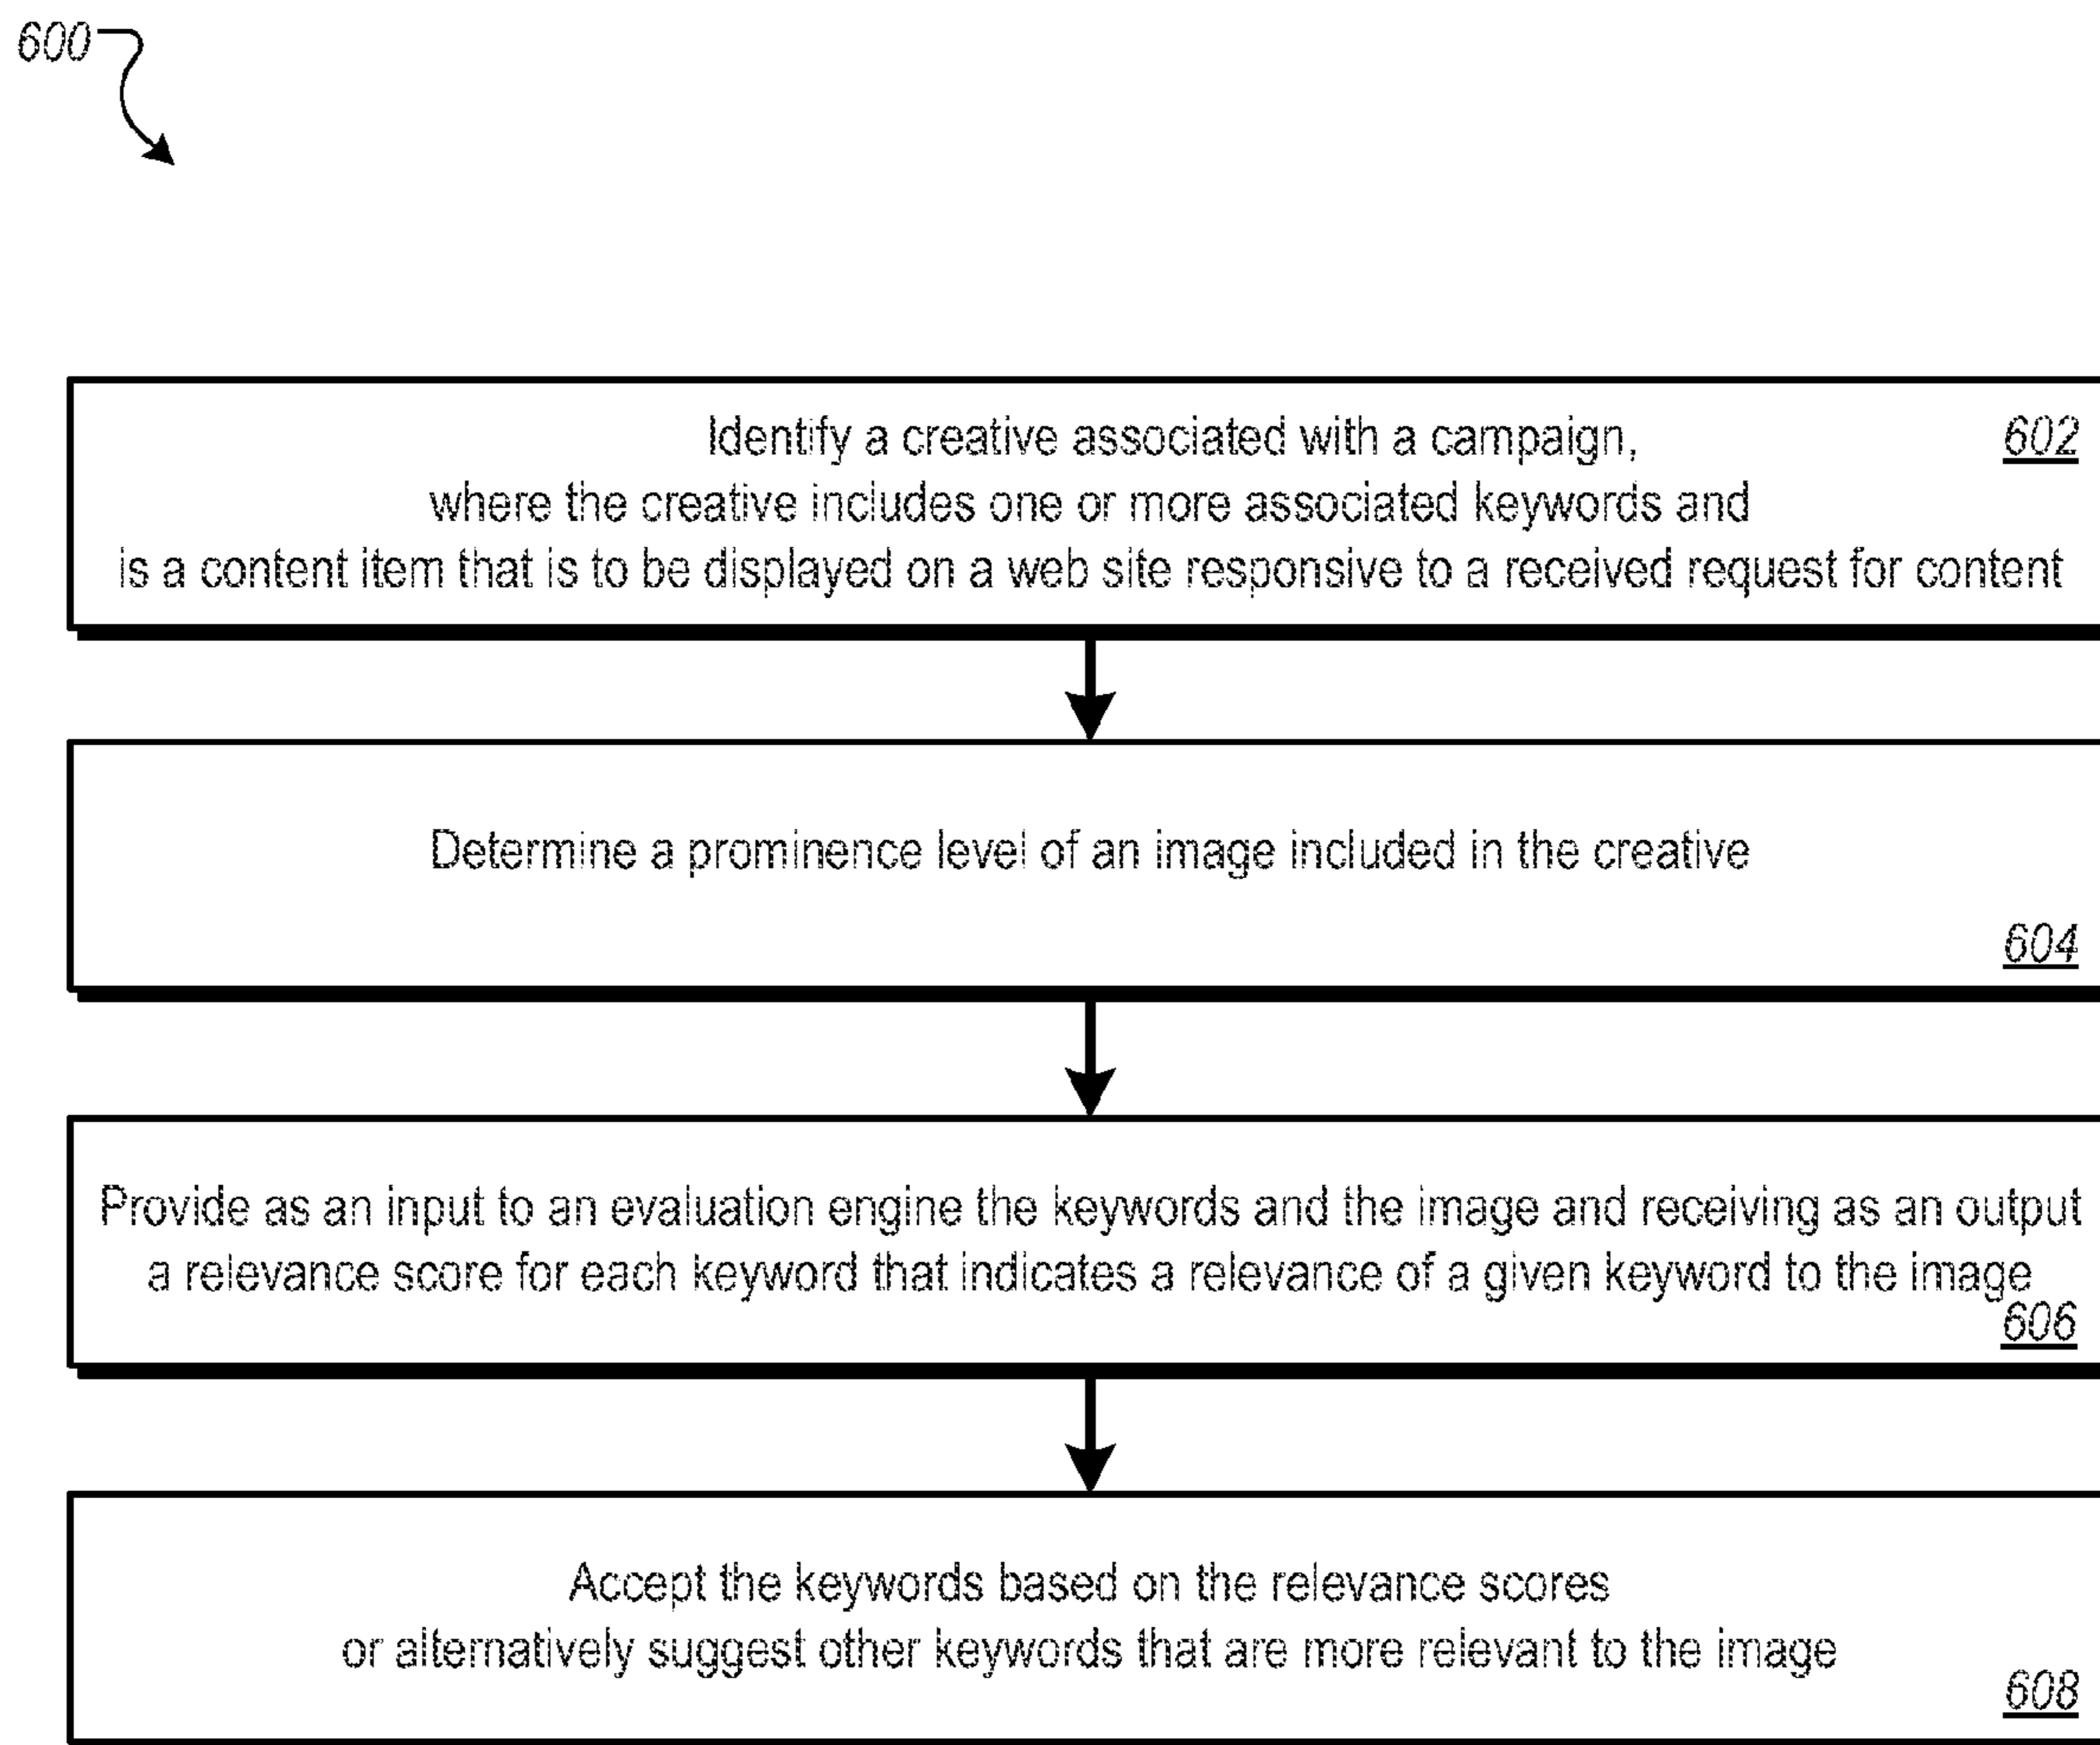 600
Identify a creative associated with a campaign,
602
where the creative includes one or more associated keywords and
is a content item that is to be displayed on a web site responsive to a received request for content
Determine a prominence level of an image included in the creative
604
Provide as an input to an evaluation engine the keywords and the image and receiving as an output
a relevance score for each keyword that indicates a relevance of a given keyword to the image
606
Accept the keywords based on the relevance scores
or alternatively suggest other keywords that are more relevant to the image
608